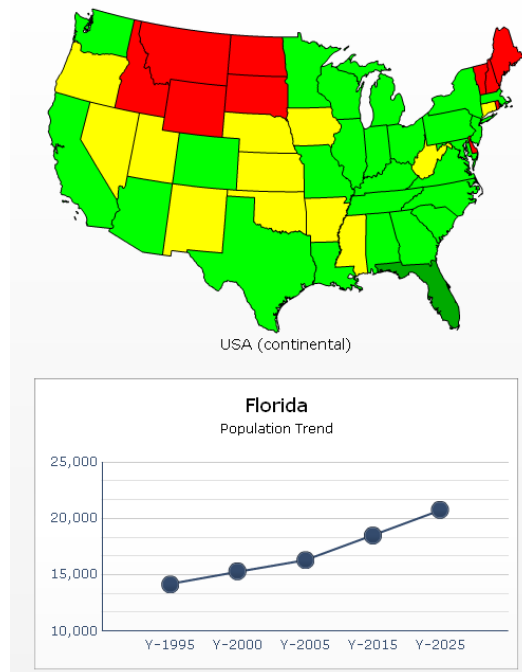 USA (continental)
Florida
Population Trend
25,000
20,000
15,000
10,000
Y-1995 Y-2000 Y-2005 Y-2015 Y-2025